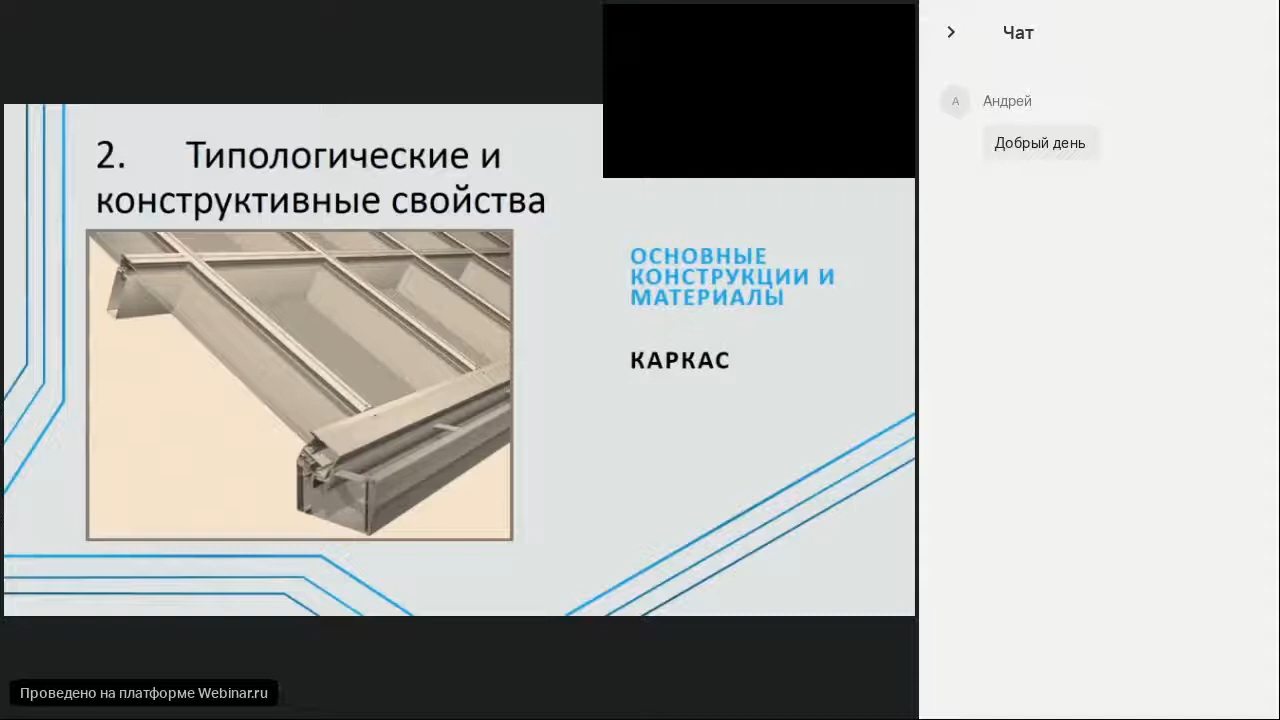 2. Типологические и
конструктивные свойства
ОСНОВНЫЕ
КОНСТРУКЦИИ И
МАТЕРИАЛЫ
КАРКАС
Проведено на платформе Webinar.ru
Чат
А
Андрей
Добрый день